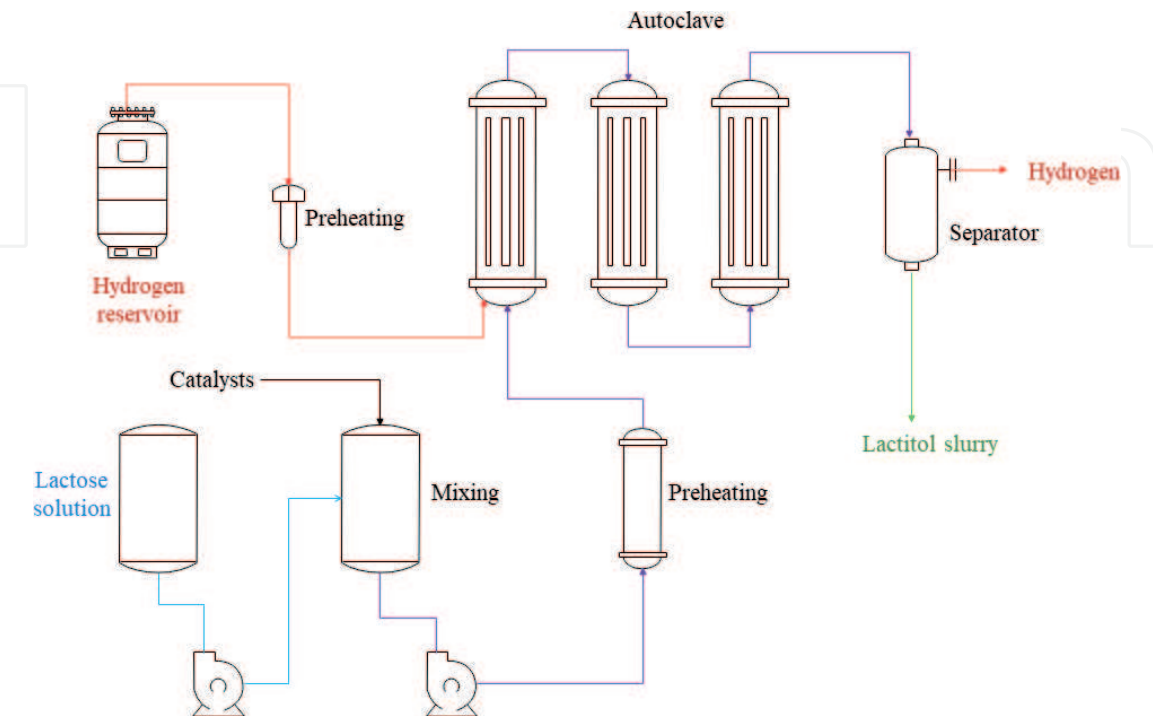 Autoclave
Hydrogen
reservoir
Preheating
Hydrogen
Separator
Catalysts
Lactose
solution
Mixing
Preheating
Lactitol slurry